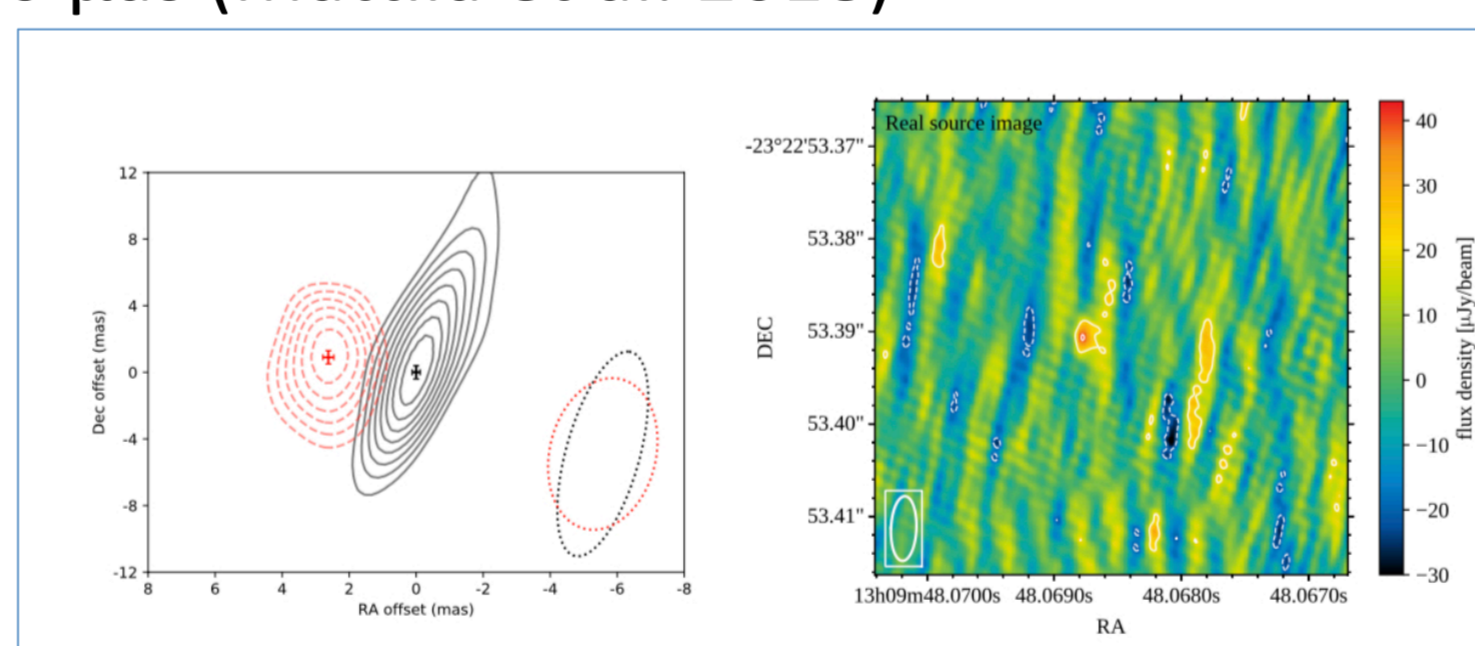 12
8
4
0
-4
-8
-12
Dec offset (mas)
8 6 4 2 0 -2 -4 -6 -8
RA offset (mas)
Real source image
-23°22'53.37"
53.38"
53.39"
53.40"
53.41"
DEC
13h09m48.0700s 48.0690s 48.0680s 48.0670s
RA
40
30
20
10
0
−10
−20
−30
flux density [μJy/beam]